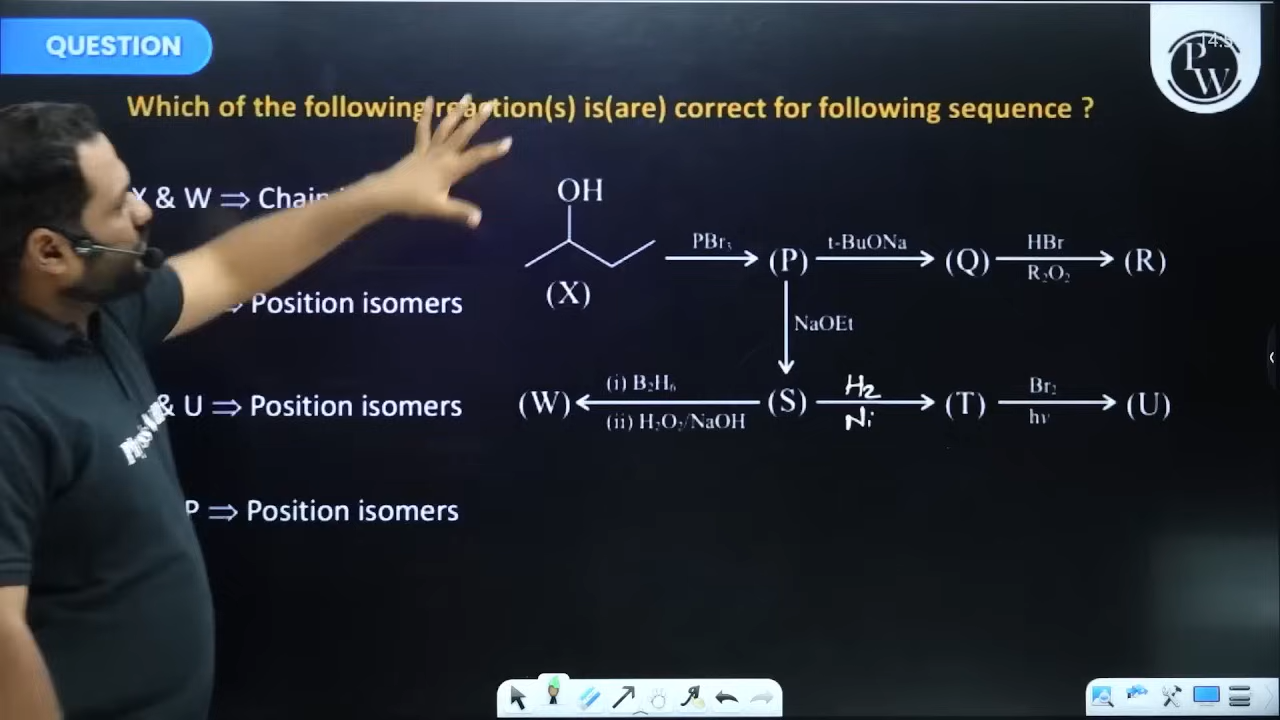 QUESTION
Which of the following reaction(s) is(are) correct for following sequence ?
X & W ⇒ Chain
⇒ Position isomers
& U ⇒ Position isomers
P ⇒ Position isomers
OH
(X)
PBr₃
(P)
t-BuONa
(Q)
HBr
R₂O₂
(R)
NaOEt
(W)
(i) B₂H₆
(ii) H₂O₂/NaOH
(S)
H₂
Ni
(T)
Br₂
hν
(U)
P
W